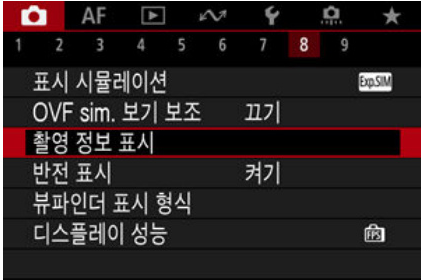 AF
1 2 3 4 5 6 7 8 9
표시 시뮬레이션 Exp.SIM
OVF sim. 보기 보조 끄기
촬영 정보 표시
반전 표시 켜기
뷰파인더 표시 형식
디스플레이 성능 FPS